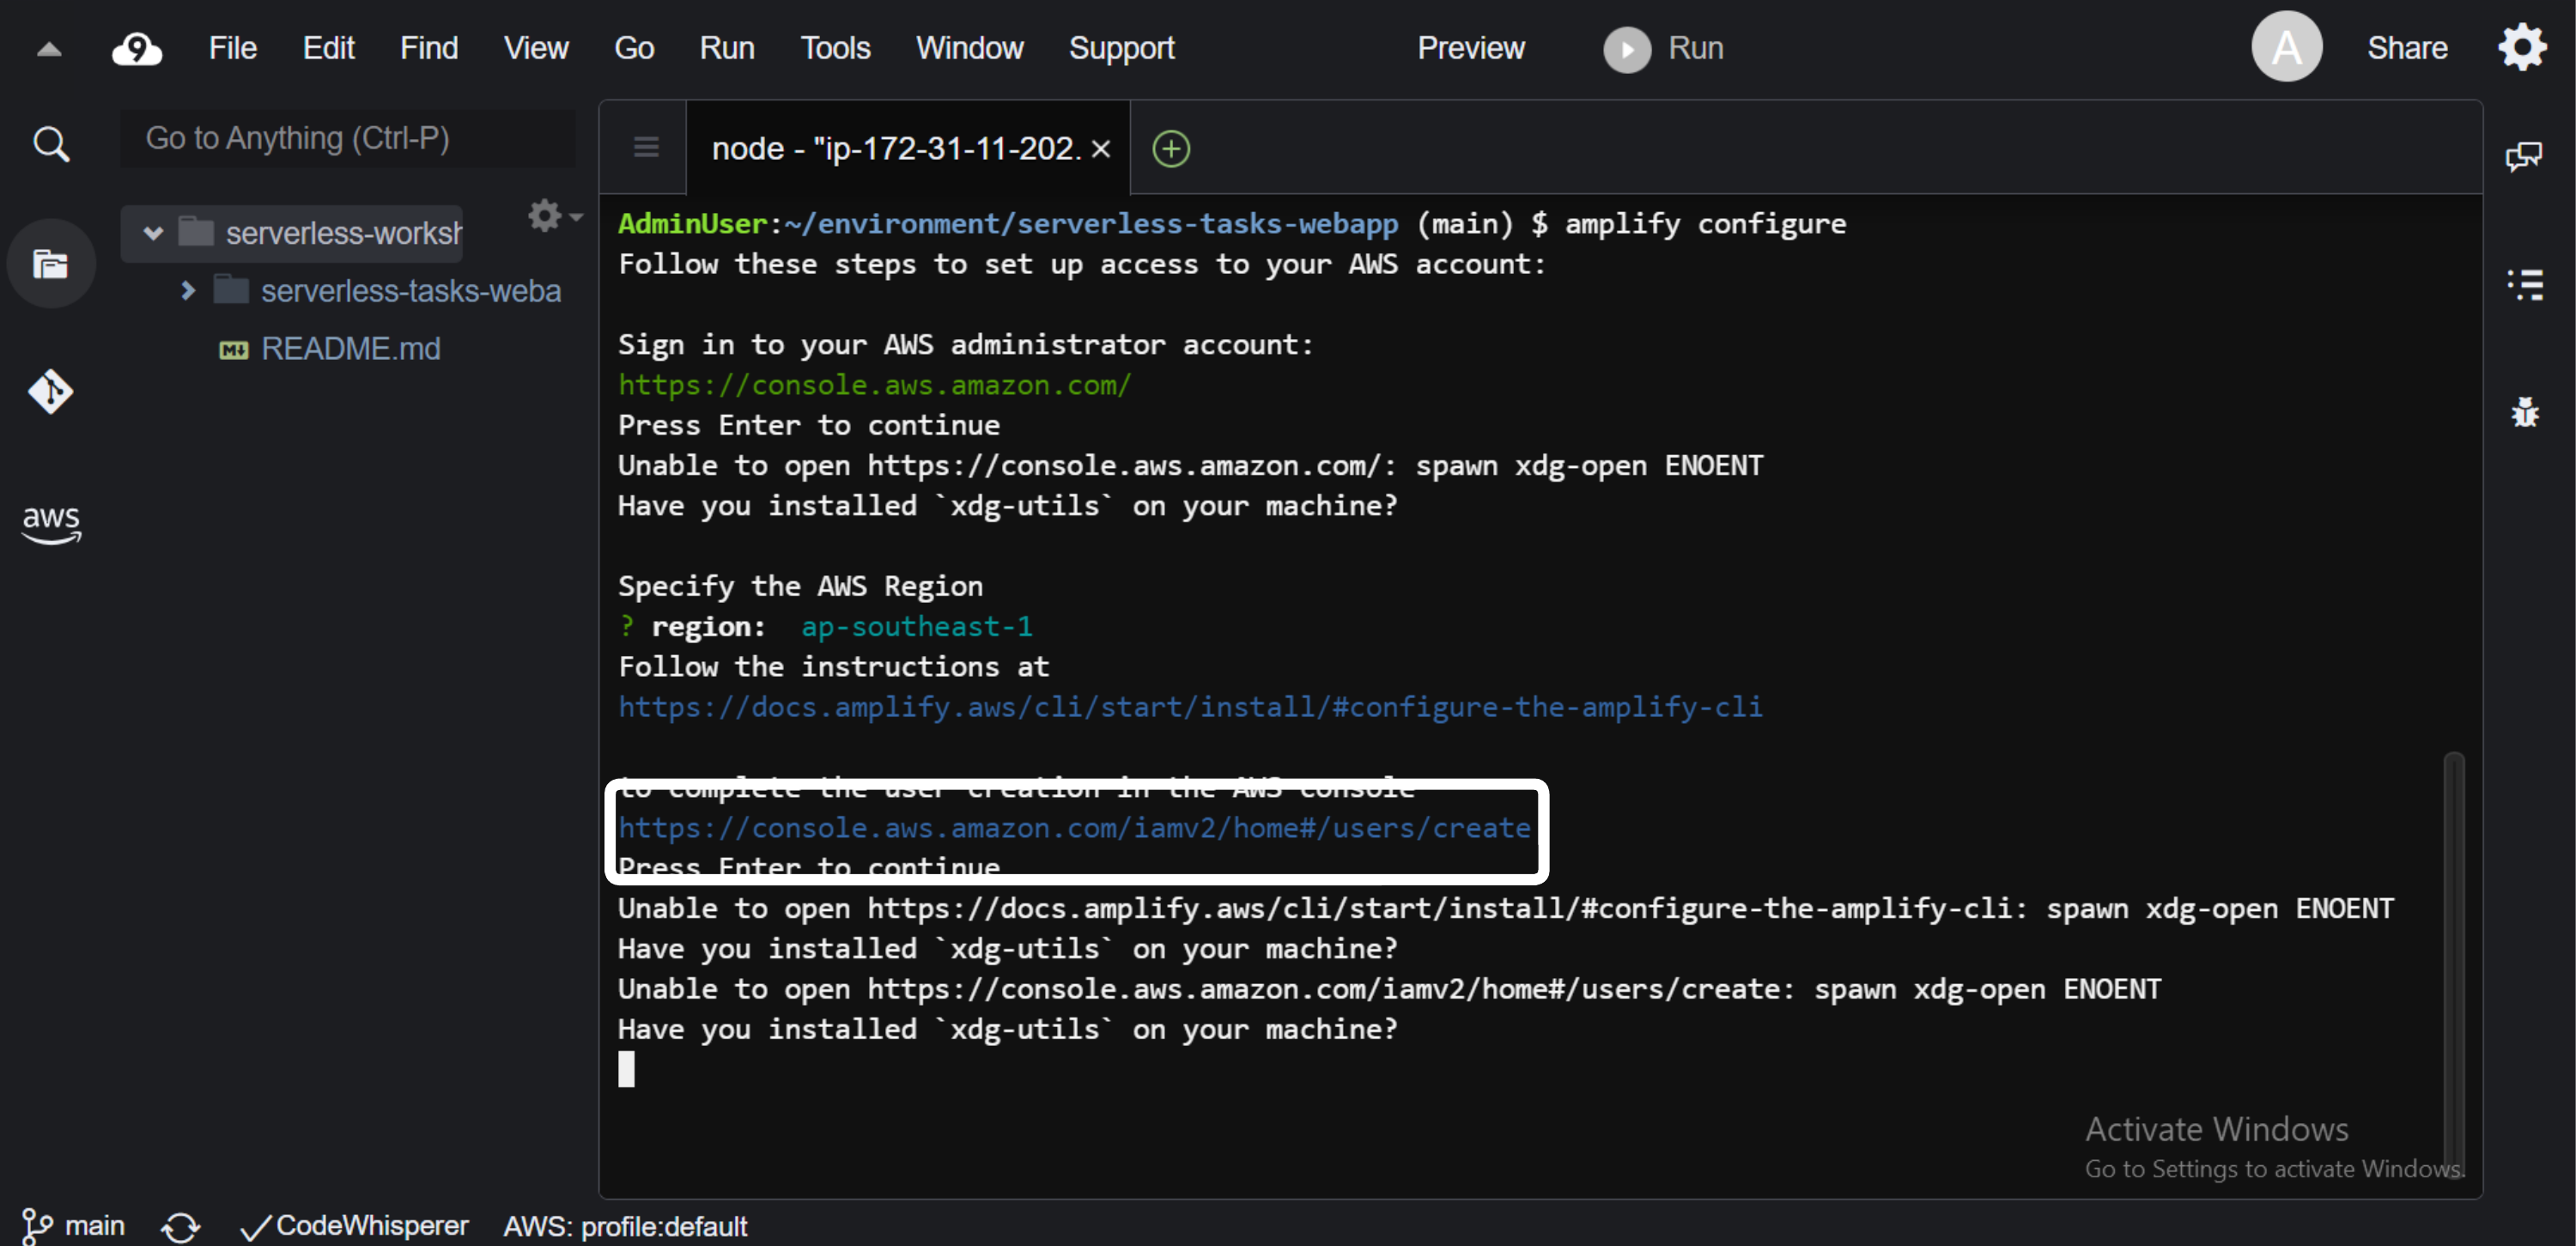 9 File Edit Find View Go Run Tools Window Support Preview Run A Share
Go to Anything (Ctrl-P)
serverless-worksh
serverless-tasks-weba
README.md
aws
node - "ip-172-31-11-202. ×
AdminUser:~/environment/serverless-tasks-webapp (main) $ amplify configure
Follow these steps to set up access to your AWS account:
Sign in to your AWS administrator account:
https://console.aws.amazon.com/
Press Enter to continue
Unable to open https://console.aws.amazon.com/: spawn xdg-open ENOENT
Have you installed `xdg-utils` on your machine?
Specify the AWS Region
? region: ap-southeast-1
Follow the instructions at
https://docs.amplify.aws/cli/start/install/#configure-the-amplify-cli
to complete the user creation in the AWS console
https://console.aws.amazon.com/iamv2/home#/users/create
Press Enter to continue
Unable to open https://docs.amplify.aws/cli/start/install/#configure-the-amplify-cli: spawn xdg-open ENOENT
Have you installed `xdg-utils` on your machine?
Unable to open https://console.aws.amazon.com/iamv2/home#/users/create: spawn xdg-open ENOENT
Have you installed `xdg-utils` on your machine?
Activate Windows
Go to Settings to activate Windows.
main CodeWhisperer AWS: profile:default